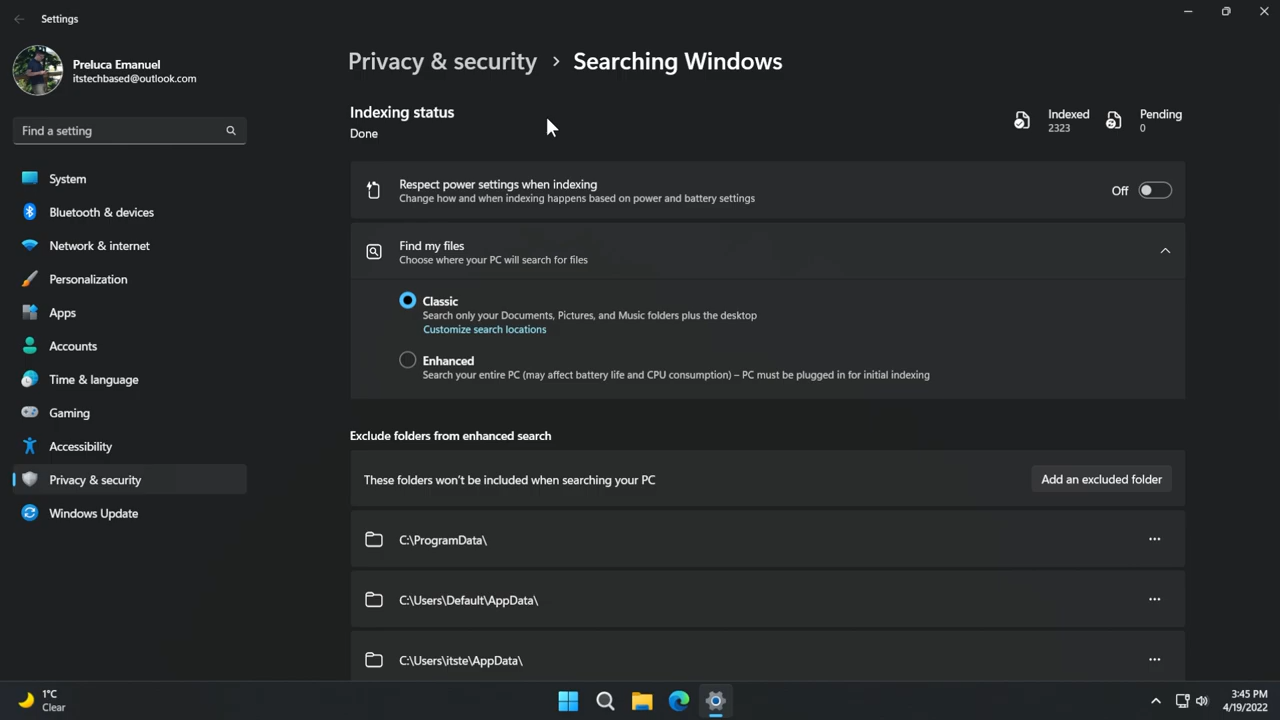 Settings
Preluca Emanuel
itstechbased@outlook.com
Find a setting
System
Bluetooth & devices
Network & internet
Personalization
Apps
Accounts
Time & language
Gaming
Accessibility
Privacy & security
Windows Update
Privacy & security › Searching Windows
Indexing status
Done
Indexed
2323
Pending
0
Respect power settings when indexing
Change how and when indexing happens based on power and battery settings
Off
Find my files
Choose where your PC will search for files
Classic
Search only your Documents, Pictures, and Music folders plus the desktop
Customize search locations
Enhanced
Search your entire PC (may affect battery life and CPU consumption) – PC must be plugged in for initial indexing
Exclude folders from enhanced search
These folders won't be included when searching your PC
Add an excluded folder
C:\ProgramData\
C:\Users\Default\AppData\
C:\Users\itste\AppData\
1°C
Clear
3:45 PM
4/19/2022